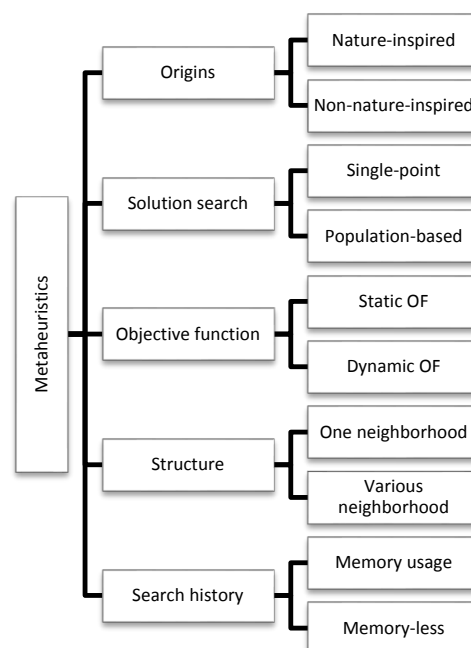 Metaheuristics
Origins
Nature-inspired
Non-nature-inspired
Solution search
Single-point
Population-based
Objective function
Static OF
Dynamic OF
Structure
One neighborhood
Various
neighborhood
Search history
Memory usage
Memory-less